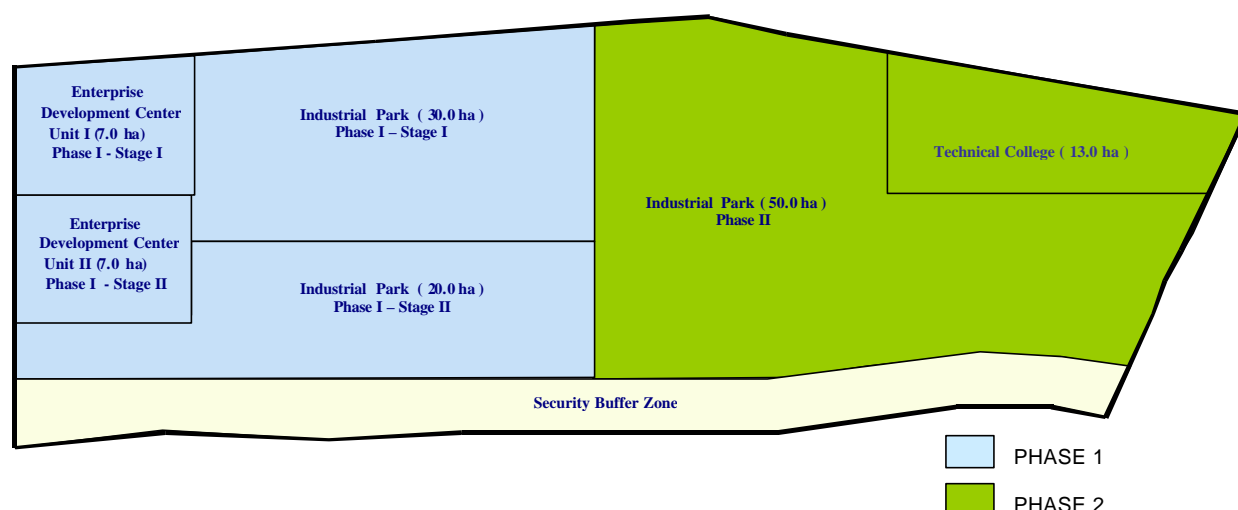 Enterprise
Development Center
Unit I (7.0 ha)
Phase I - Stage I
Industrial Park ( 30.0 ha )
Phase I – Stage I
Technical College ( 13.0 ha )
Industrial Park ( 50.0 ha )
Phase II
Enterprise
Development Center
Unit II (7.0 ha)
Phase I - Stage II
Industrial Park ( 20.0 ha )
Phase I – Stage II
Security Buffer Zone
PHASE 1
PHASE 2